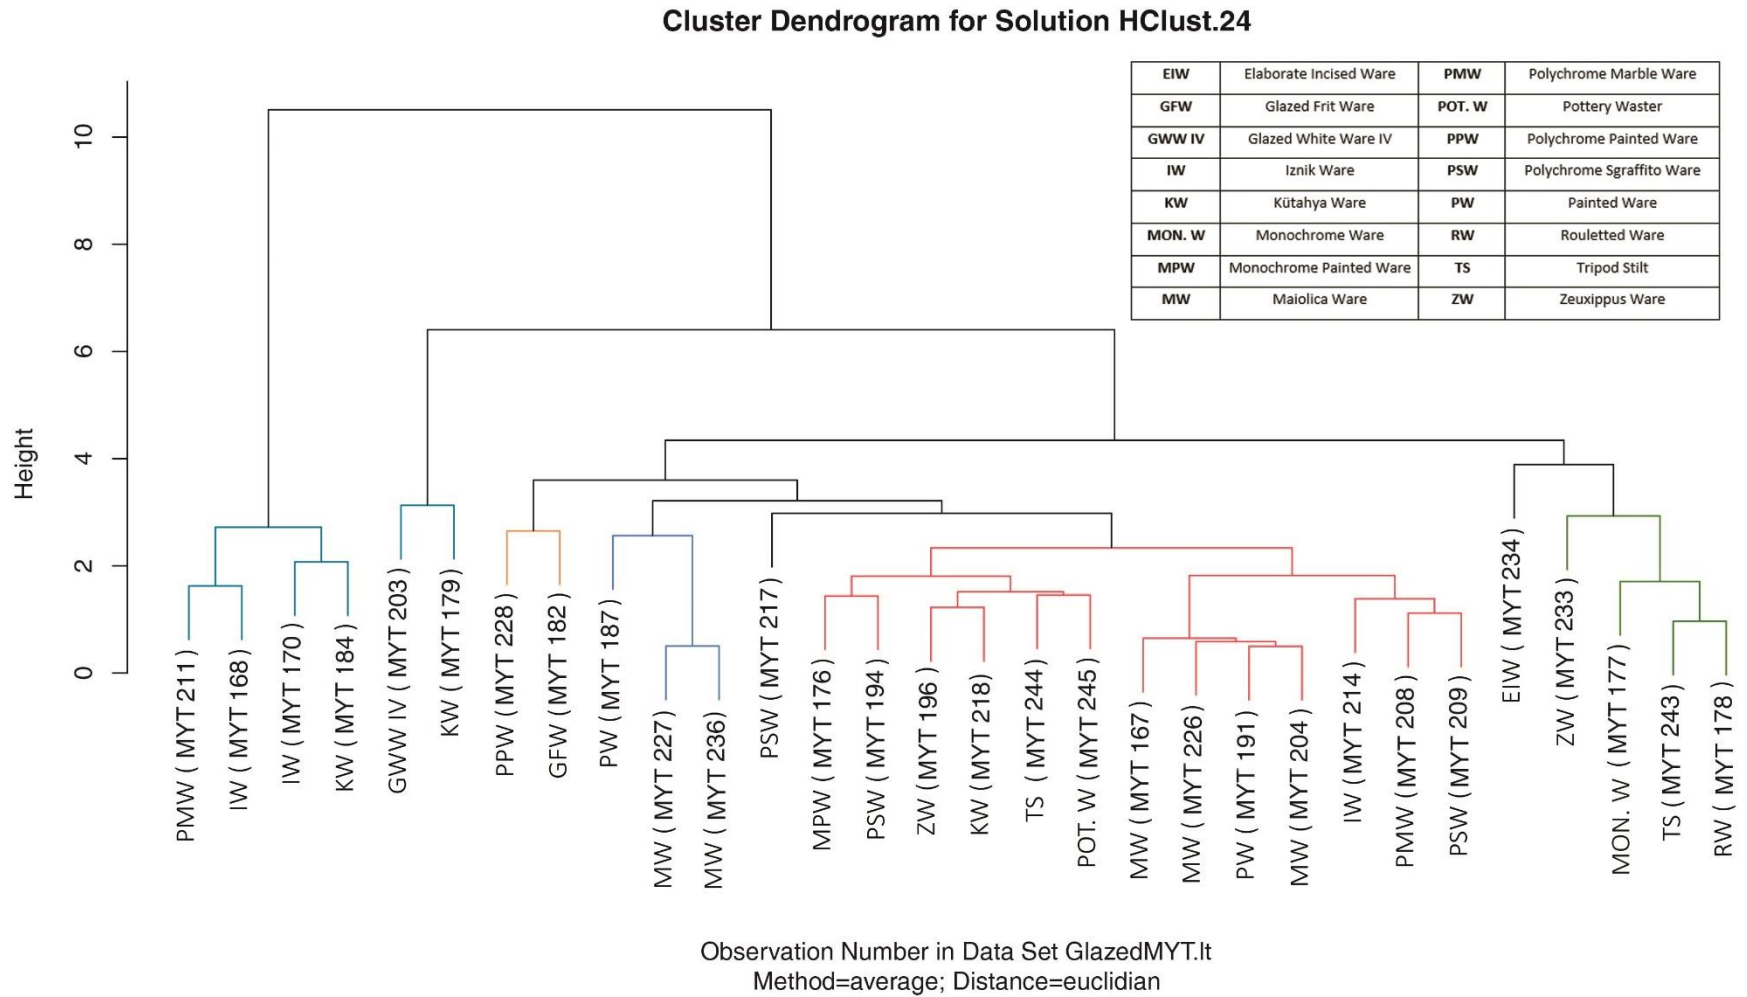 Cluster Dendrogram for Solution HClust.24
EIW Elaborate Incised Ware PMW Polychrome Marble Ware
GFW Glazed Frit Ware POT. W Pottery Waster
GWW IV Glazed White Ware IV PPW Polychrome Painted Ware
IW Iznik Ware PSW Polychrome Sgraffito Ware
KW Kütahya Ware PW Painted Ware
MON. W Monochrome Ware RW Rouletted Ware
MPW Monochrome Painted Ware TS Tripod Stilt
MW Maiolica Ware ZW Zeuxippus Ware
Height
10
8
6
4
2
0
PMW ( MYT 211 )
IW ( MYT 168 )
IW ( MYT 170 )
KW ( MYT 184 )
GWW IV ( MYT 203 )
KW ( MYT 179 )
PPW ( MYT 228 )
GFW ( MYT 182 )
PW ( MYT 187 )
MW ( MYT 227 )
MW ( MYT 236 )
PSW ( MYT 217 )
MPW ( MYT 176 )
PSW ( MYT 194 )
ZW ( MYT 196 )
KW ( MYT 218)
TS ( MYT 244 )
POT. W ( MYT 245 )
MW ( MYT 167 )
MW ( MYT 226 )
PW ( MYT 191 )
MW ( MYT 204 )
IW ( MYT 214 )
PMW ( MYT 208 )
PSW ( MYT 209 )
EIW ( MYT 234 )
ZW ( MYT 233 )
MON. W ( MYT 177 )
TS ( MYT 243 )
RW ( MYT 178 )
Observation Number in Data Set GlazedMYT.lt
Method=average; Distance=euclidian